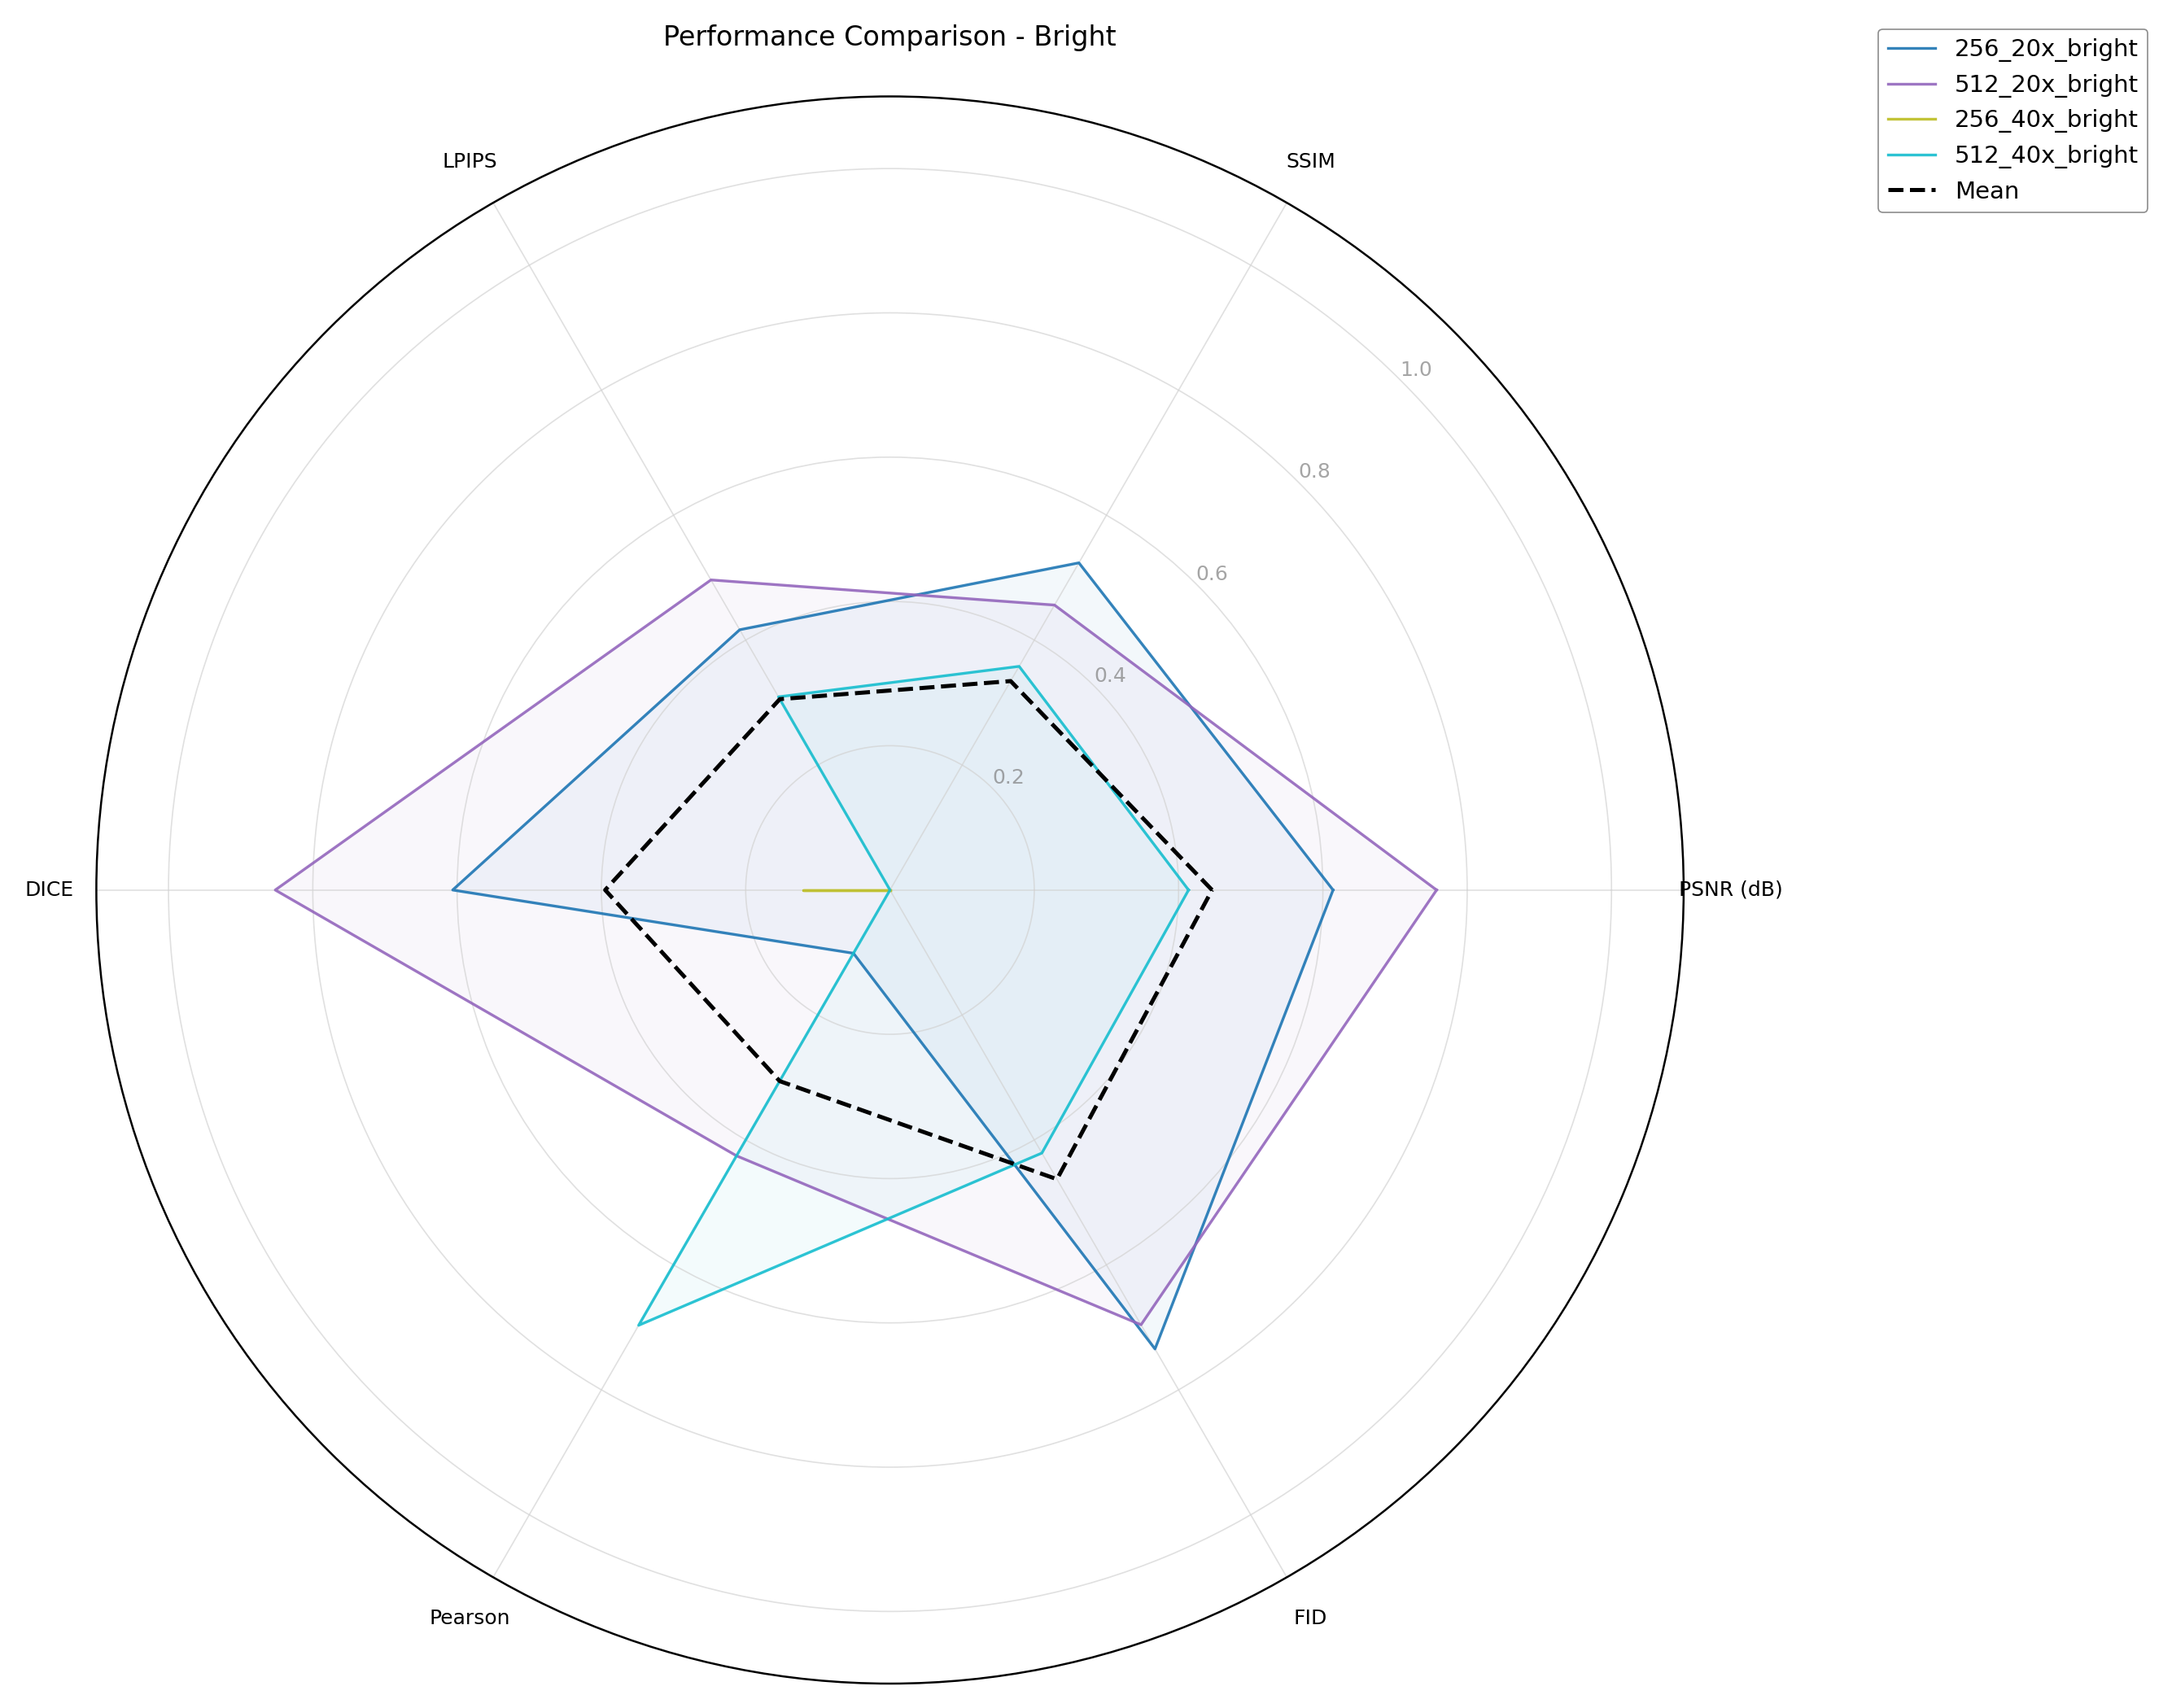 Performance Comparison - Bright
256_20x_bright
512_20x_bright
256_40x_bright
512_40x_bright
Mean
LPIPS
SSIM
1.0
0.8
0.6
0.4
0.2
DICE
PSNR (dB)
Pearson
FID